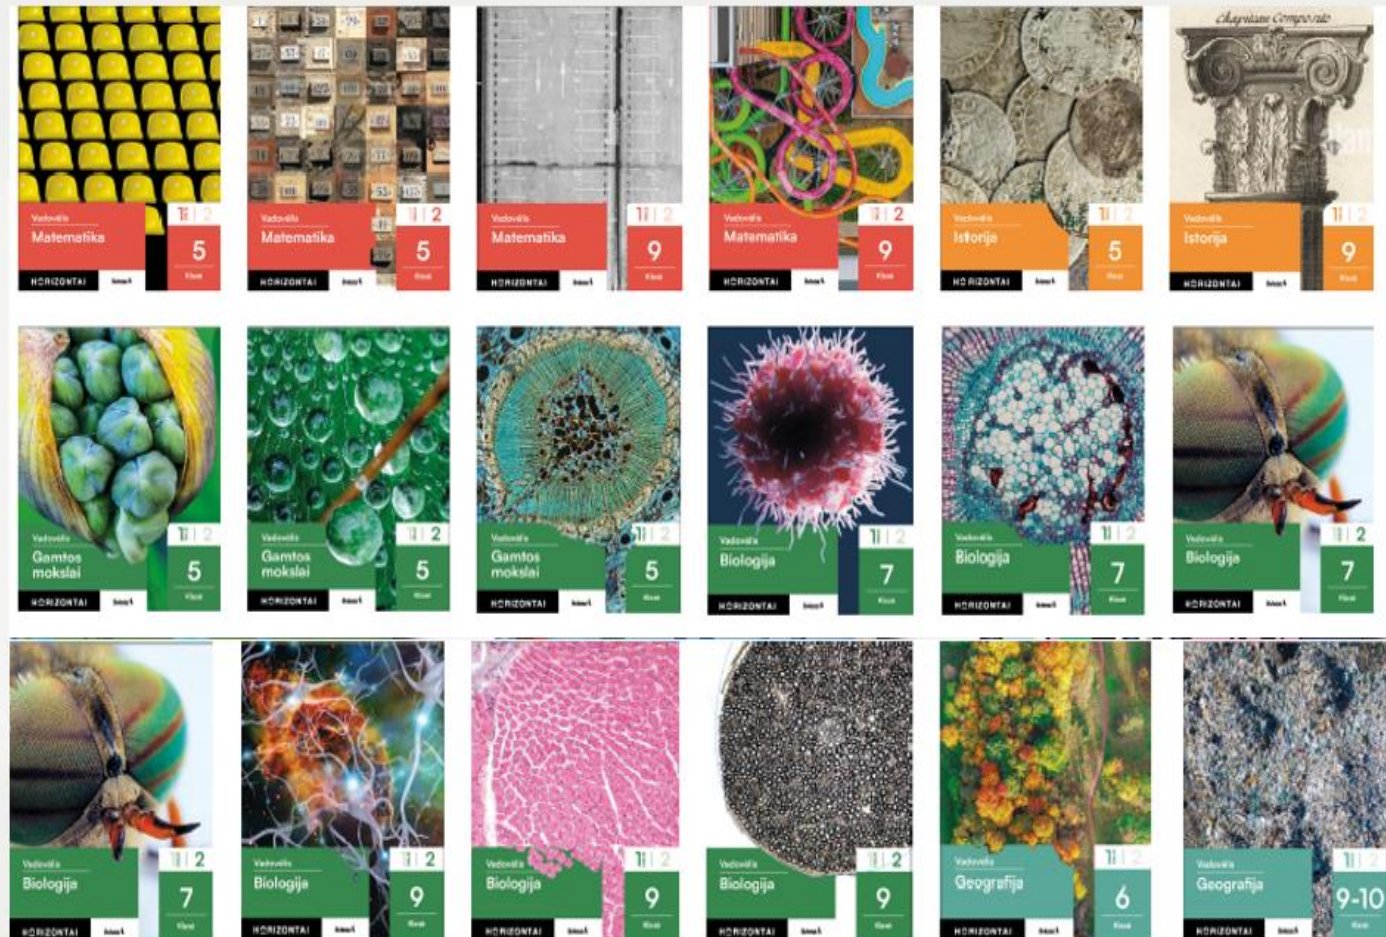 Chapiteau Composite
Vadovėlis
Matematika
1 | 2
5
Klasė
HORIZONTAI
Vadovėlis
Matematika
1 | 2
5
Klasė
HORIZONTAI
Vadovėlis
Matematika
1 | 2
9
Klasė
HORIZONTAI
Vadovėlis
Matematika
1 | 2
9
Klasė
HORIZONTAI
Vadovėlis
Istorija
1 | 2
5
Klasė
HORIZONTAI
Vadovėlis
Istorija
1 | 2
9
Klasė
HORIZONTAI
Vadovėlis
Gamtos
mokslai
1 | 2
5
Klasė
HORIZONTAI
Vadovėlis
Gamtos
mokslai
1 | 2
5
Klasė
HORIZONTAI
Vadovėlis
Gamtos
mokslai
1 | 2
5
Klasė
HORIZONTAI
Vadovėlis
Biologija
1 | 2
7
Klasė
HORIZONTAI
Vadovėlis
Biologija
1 | 2
7
Klasė
HORIZONTAI
Vadovėlis
Biologija
1 | 2
7
Klasė
HORIZONTAI
Vadovėlis
Biologija
1 | 2
7
Klasė
HORIZONTAI
Vadovėlis
Biologija
1 | 2
9
Klasė
HORIZONTAI
Vadovėlis
Biologija
1 | 2
9
Klasė
HORIZONTAI
Vadovėlis
Biologija
1 | 2
9
Klasė
HORIZONTAI
Vadovėlis
Geografija
1 | 2
6
Klasė
HORIZONTAI
Vadovėlis
Geografija
1 | 2
9-10
Klasė
HORIZONTAI